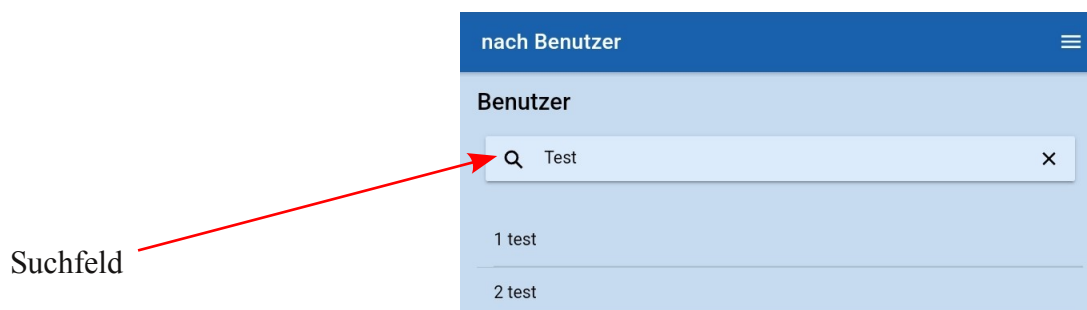 nach Benutzer
Benutzer
Test
1 test
Suchfeld
2 test